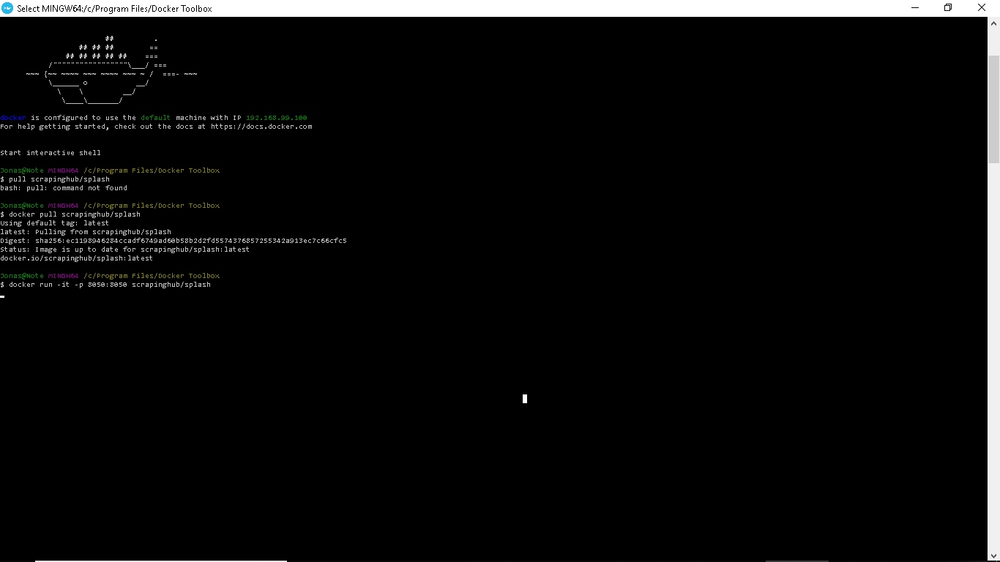 Select MINGW64:/c/Program Files/Docker Toolbox
## .
## ## ## ==
## ## ## ## ## ===
/"""""""""""""""""\___/ ===
~~~ {~~ ~~~~ ~~~ ~~~~ ~~~ ~ / ===- ~~~
\______ o __/
\ \ __/
\____\_______/
docker is configured to use the default machine with IP 192.168.99.100
For help getting started, check out the docs at https://docs.docker.com
Start interactive shell
Jonas@Note MINGW64 /c/Program Files/Docker Toolbox
$ pull scrapinghub/splash
bash: pull: command not found
Jonas@Note MINGW64 /c/Program Files/Docker Toolbox
$ docker pull scrapinghub/splash
Using default tag: latest
latest: Pulling from scrapinghub/splash
Digest: sha256:ec1198946284ccadf6749ad60b58b2d2fd5574376857255342a913ec7c66cfc5
Status: Image is up to date for scrapinghub/splash:latest
docker.io/scrapinghub/splash:latest
Jonas@Note MINGW64 /c/Program Files/Docker Toolbox
$ docker run -it -p 8050:8050 scrapinghub/splash